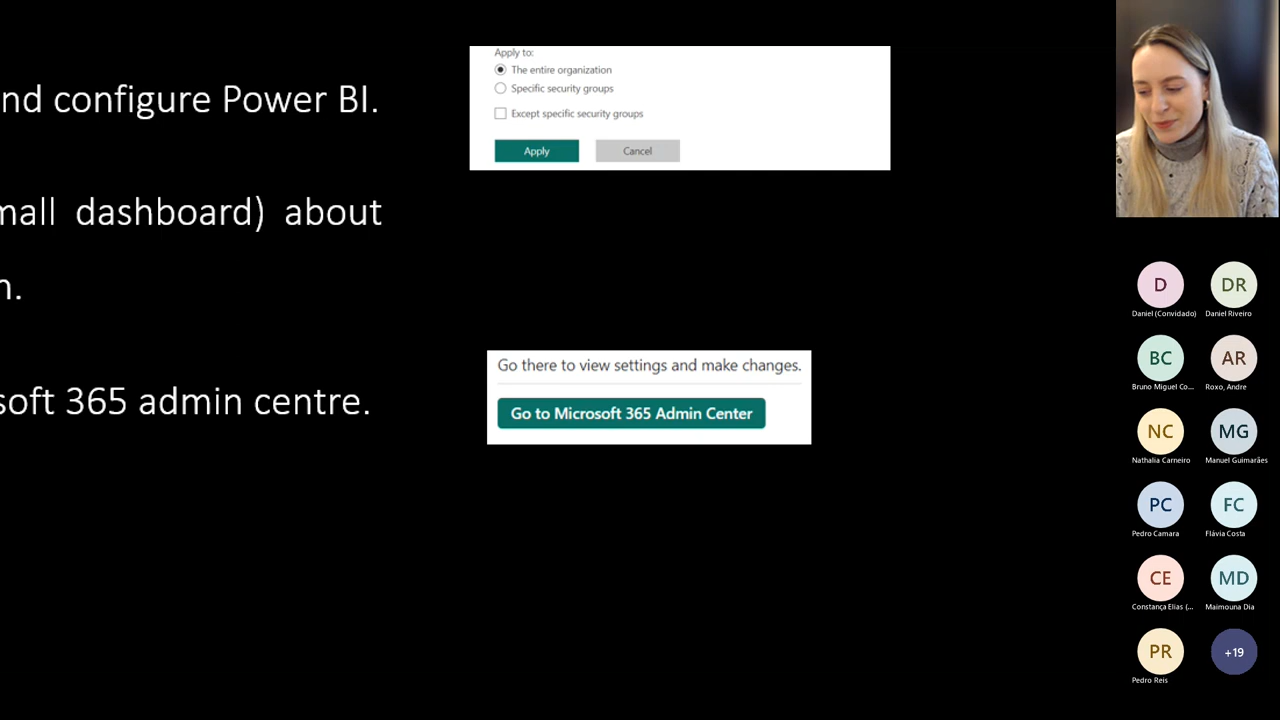 nd configure Power BI.
mall dashboard) about
n.
soft 365 admin centre.
Apply to:
The entire organization
Specific security groups
Except specific security groups
Apply Cancel
Go there to view settings and make changes.
Go to Microsoft 365 Admin Center
D DR
Daniel (Convidado) Daniel Riveiro
BC AR
Bruno Miguel Co... Roxo, Andre
NC MG
Nathalia Carneiro Manuel Guimarães
PC FC
Pedro Camara Flávia Costa
CE MD
Constança Elias (... Maimouna Dia
PR +19
Pedro Reis